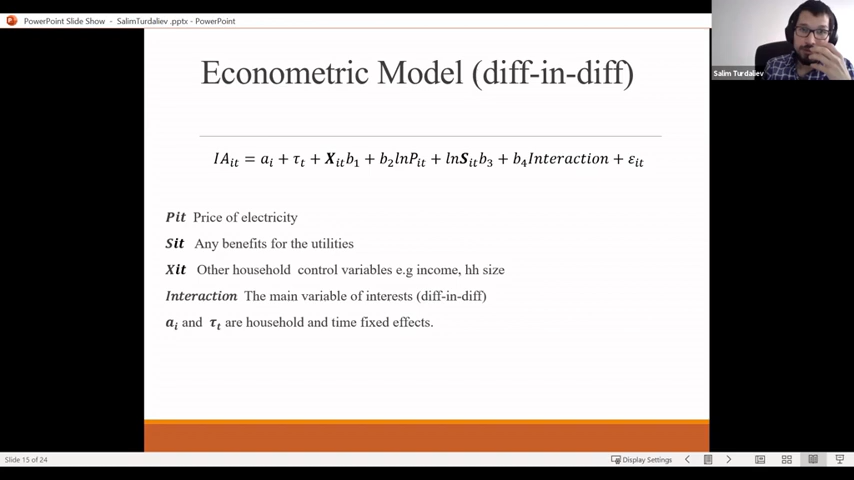 PowerPoint Slide Show - SalimTurdaliev .pptx - PowerPoint
Salim Turdaliev
Econometric Model (diff-in-diff)
IA_it = a_i + τ_t + X_it b_1 + b_2 lnP_it + lnS_it b_3 + b_4 Interaction + ε_it
Pit Price of electricity
Sit Any benefits for the utilities
Xit Other household control variables e.g income, hh size
Interaction The main variable of interests (diff-in-diff)
a_i and τ_t are household and time fixed effects.
Slide 15 of 24
Display Settings